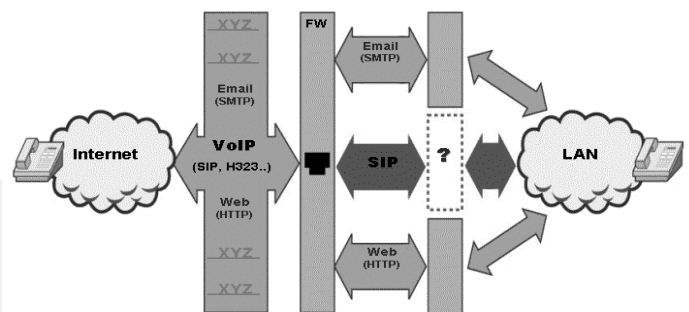 XYZ
XYZ
Email
(SMTP)
VoIP
(SIP, H323..)
Web
(HTTP)
XYZ
XYZ
Internet
FW
Email
(SMTP)
SIP
Web
(HTTP)
?
LAN